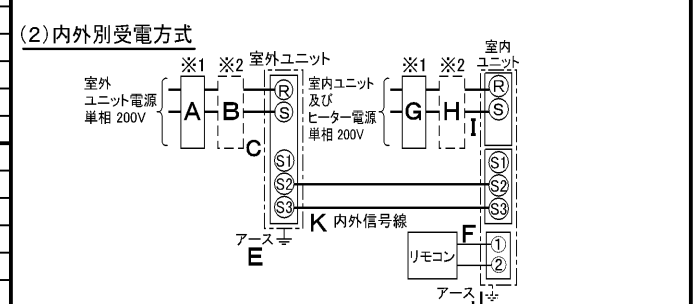 (2)内外別受電方式
※1
※2
室外ユニット
室外
ユニット電源
単相 200V
A
B
R
S
C
S1
S2
S3
アース
E
室内ユニット
及び
ヒーター電源
単相 200V
※1
※2
G
H
I
室内
ユニット
R
S
S1
S2
S3
K 内外信号線
リモコン
F
①
②
アース
J